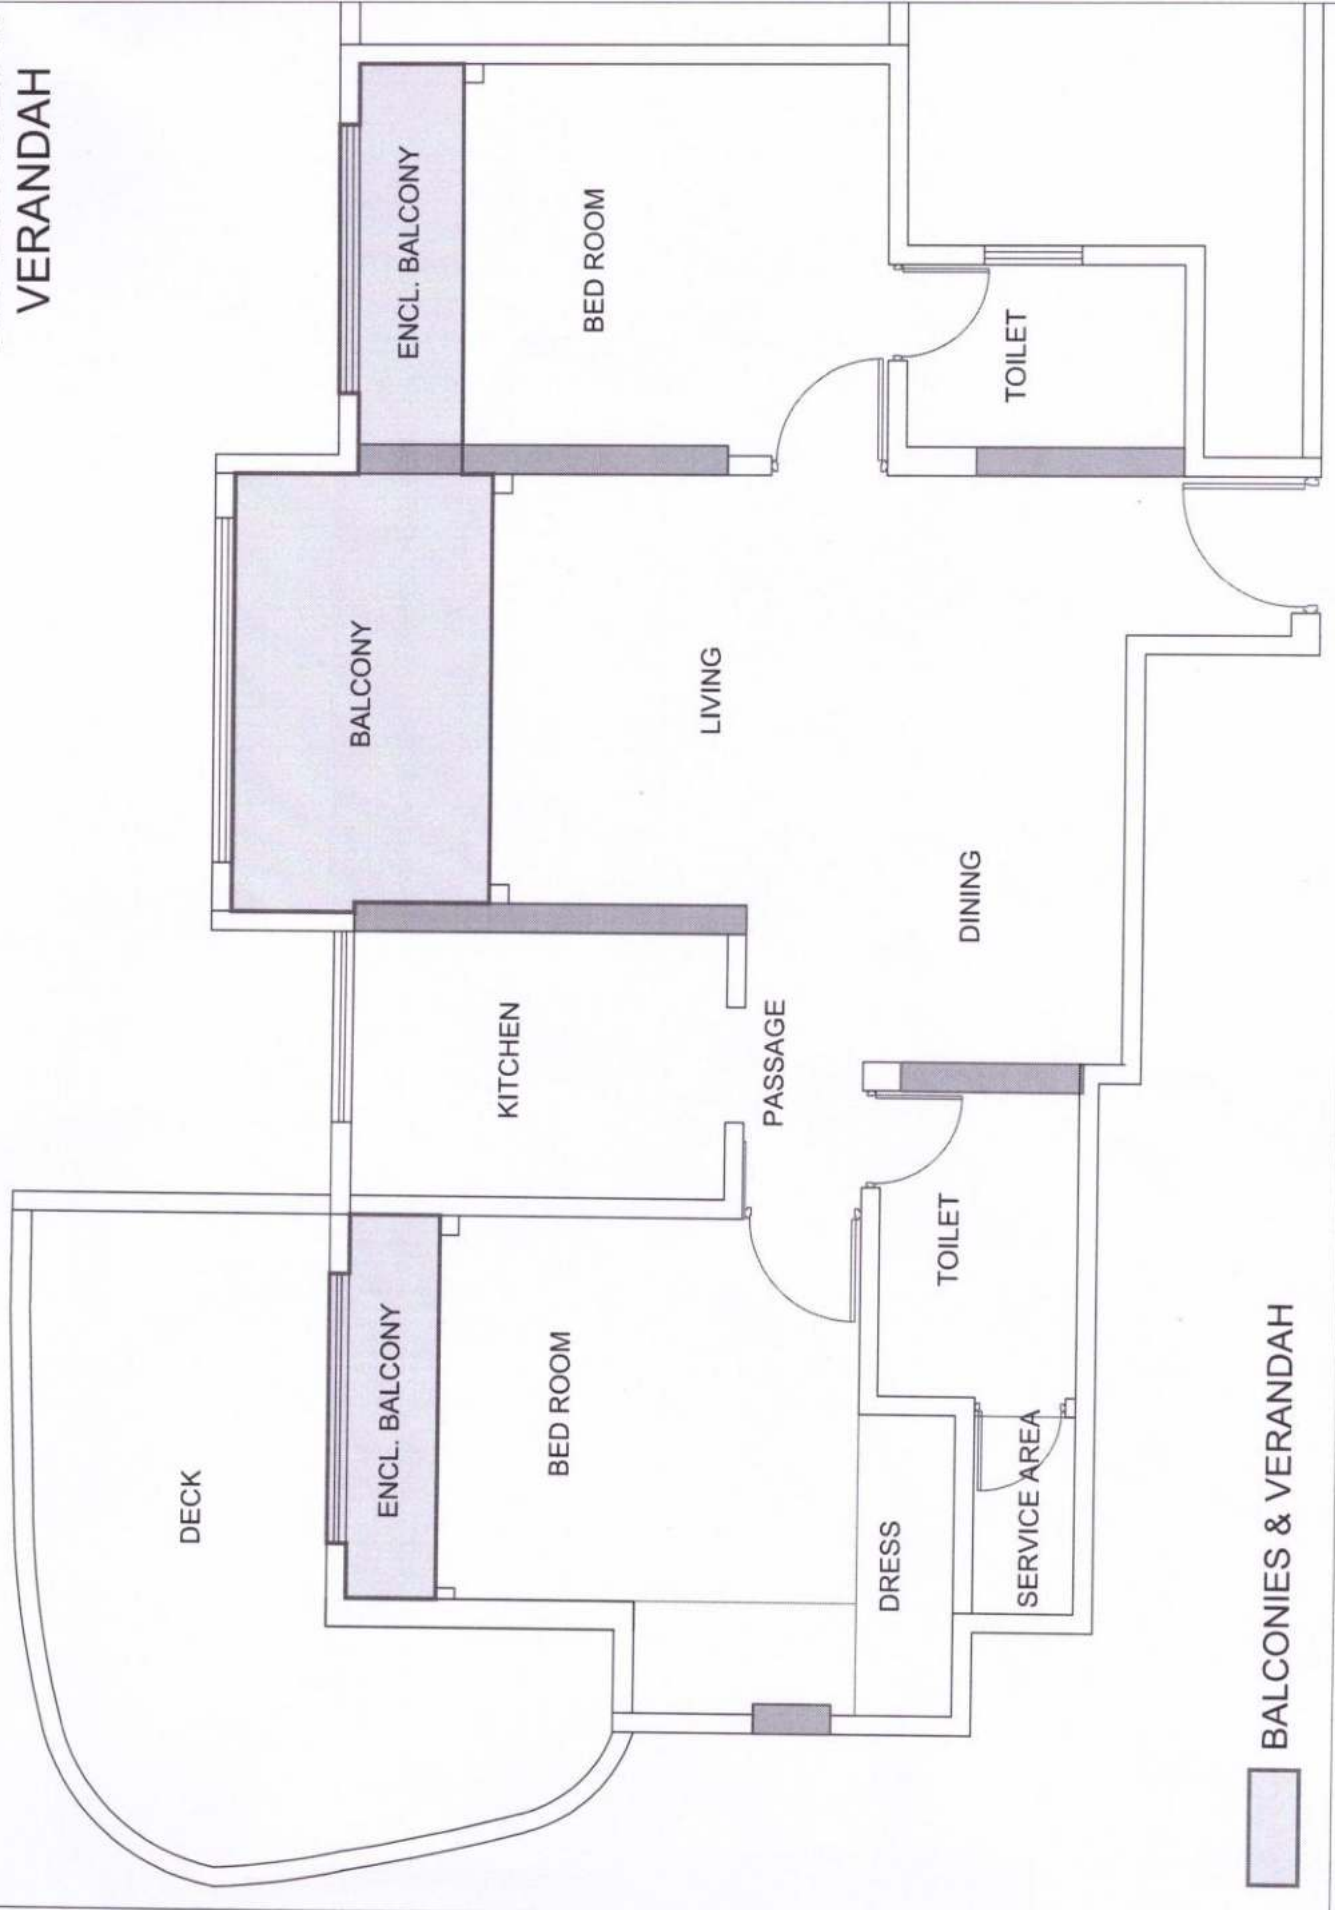 VERANDAH
DECK
ENCL. BALCONY
BED ROOM
DRESS
SERVICE AREA
TOILET
KITCHEN
PASSAGE
DINING
BALCONY
LIVING
ENCL. BALCONY
BED ROOM
TOILET
BALCONIES & VERANDAH